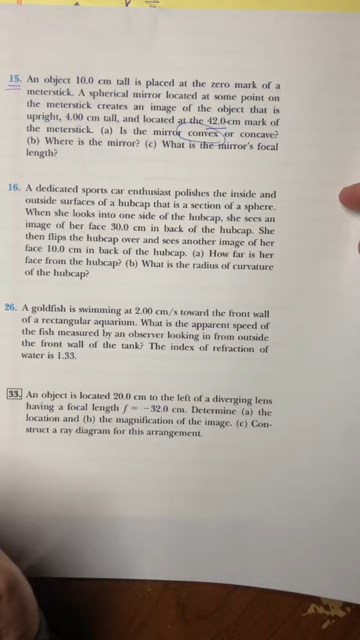 15. An object 10.0 cm tall is placed at the zero mark of a
meterstick. A spherical mirror located at some point on
the meterstick creates an image of the object that is
upright, 4.00 cm tall, and located at the 42.0-cm mark of
the meterstick. (a) Is the mirror convex or concave?
(b) Where is the mirror? (c) What is the mirror's focal
length?
16. A dedicated sports car enthusiast polishes the inside and
outside surfaces of a hubcap that is a section of a sphere.
When she looks into one side of the hubcap, she sees an
image of her face 30.0 cm in back of the hubcap. She
then flips the hubcap over and sees another image of her
face 10.0 cm in back of the hubcap. (a) How far is her
face from the hubcap? (b) What is the radius of curvature
of the hubcap?
26. A goldfish is swimming at 2.00 cm/s toward the front wall
of a rectangular aquarium. What is the apparent speed of
the fish measured by an observer looking in from outside
the front wall of the tank? The index of refraction of
water is 1.33.
33. An object is located 20.0 cm to the left of a diverging lens
having a focal length f = −32.0 cm. Determine (a) the
location and (b) the magnification of the image. (c) Con-
struct a ray diagram for this arrangement.